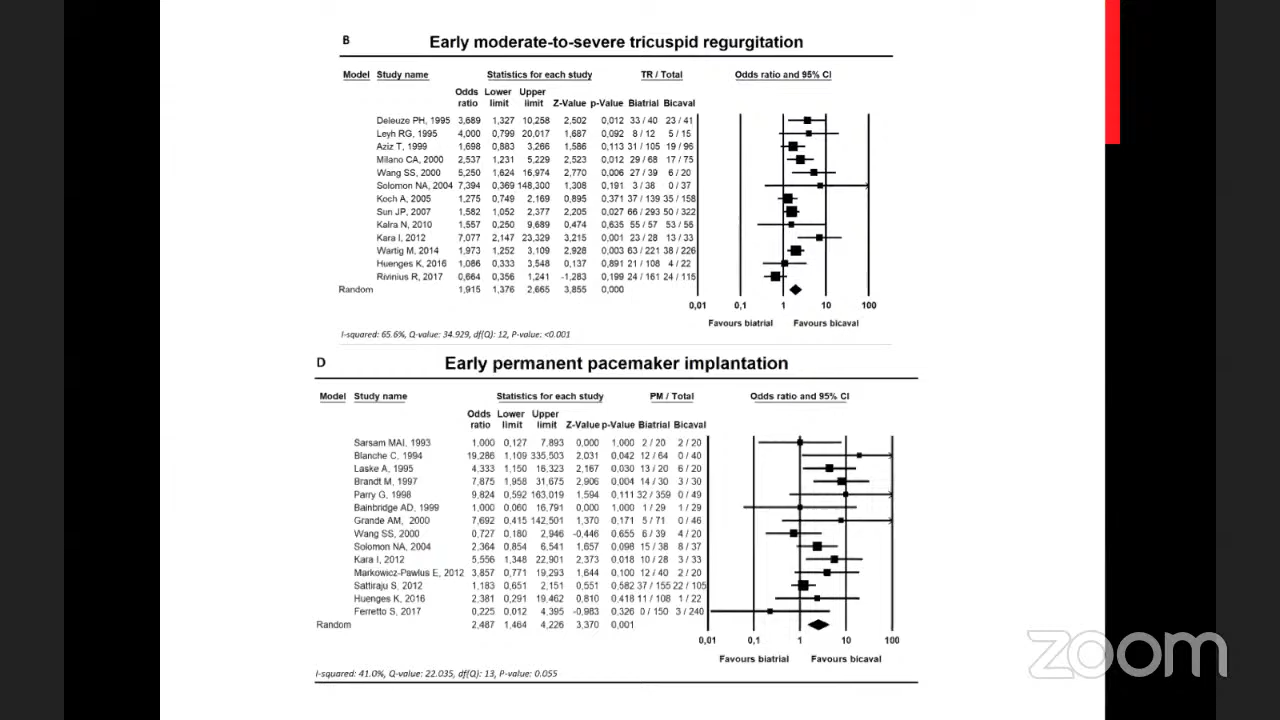 B
Early moderate-to-severe tricuspid regurgitation
Model Study name Statistics for each study TR / Total Odds ratio and 95% CI
Odds Lower Upper
ratio limit limit Z-Value p-Value Biatrial Bicaval
Deleuze PH, 1995 3,689 1,327 10,258 2,502 0,012 33 / 40 23 / 41
Leyh RG, 1995 4,000 0,799 20,017 1,687 0,092 8 / 12 5 / 15
Aziz T, 1999 1,698 0,883 3,266 1,586 0,113 31 / 105 19 / 96
Milano CA, 2000 2,537 1,231 5,229 2,523 0,012 29 / 68 17 / 75
Wang SS, 2000 5,250 1,624 16,974 2,770 0,006 27 / 39 6 / 20
Solomon NA, 2004 7,394 0,369 148,300 1,308 0,191 3 / 38 0 / 37
Koch A, 2005 1,275 0,749 2,169 0,895 0,371 37 / 139 35 / 158
Sun JP, 2007 1,582 1,052 2,377 2,205 0,027 66 / 293 50 / 322
Kalra N, 2010 1,557 0,250 9,689 0,474 0,635 55 / 57 53 / 55
Kara I, 2012 7,077 2,147 23,329 3,215 0,001 23 / 28 13 / 33
Wartig M, 2014 1,973 1,252 3,109 2,928 0,003 63 / 221 38 / 226
Huenges K, 2016 1,086 0,333 3,548 0,137 0,891 21 / 108 4 / 22
Rivinius R, 2017 0,664 0,356 1,241 -1,283 0,199 24 / 161 24 / 115
Random 1,915 1,376 2,665 3,855 0,000
0,01 0,1 1 10 100
Favours biatrial Favours bicaval
I-squared: 65.6%, Q-value: 34.929, df(Q): 12, P-value: <0.001
D
Early permanent pacemaker implantation
Model Study name Statistics for each study PM / Total Odds ratio and 95% CI
Odds Lower Upper
ratio limit limit Z-Value p-Value Biatrial Bicaval
Sarsam MAI, 1993 1,000 0,127 7,893 0,000 1,000 2 / 20 2 / 20
Blanche C, 1994 19,286 1,109 335,503 2,031 0,042 12 / 64 0 / 40
Laske A, 1995 4,333 1,150 16,323 2,167 0,030 13 / 20 6 / 20
Brandt M, 1997 7,875 1,958 31,675 2,906 0,004 14 / 30 3 / 30
Parry G, 1998 9,824 0,592 163,019 1,594 0,111 32 / 359 0 / 49
Bainbridge AD, 1999 1,000 0,060 16,791 0,000 1,000 1 / 29 1 / 29
Grande AM, 2000 7,692 0,415 142,501 1,370 0,171 5 / 71 0 / 46
Wang SS, 2000 0,727 0,180 2,946 -0,446 0,655 6 / 39 4 / 20
Solomon NA, 2004 2,364 0,854 6,541 1,657 0,098 15 / 38 8 / 37
Kara I, 2012 5,556 1,348 22,901 2,373 0,018 10 / 28 3 / 33
Markowicz-Pawlus E, 2012 3,857 0,771 19,293 1,644 0,100 12 / 40 2 / 20
Sattiraju S, 2012 1,183 0,651 2,151 0,551 0,582 37 / 155 22 / 105
Huenges K, 2016 2,381 0,291 19,462 0,810 0,418 11 / 108 1 / 22
Ferretto S, 2017 0,225 0,012 4,395 -0,983 0,326 0 / 150 3 / 240
Random 2,487 1,464 4,226 3,370 0,001
0,01 0,1 1 10 100
Favours biatrial Favours bicaval
I-squared: 41.0%, Q-value: 22.035, df(Q): 13, P-value: 0.055
zoom